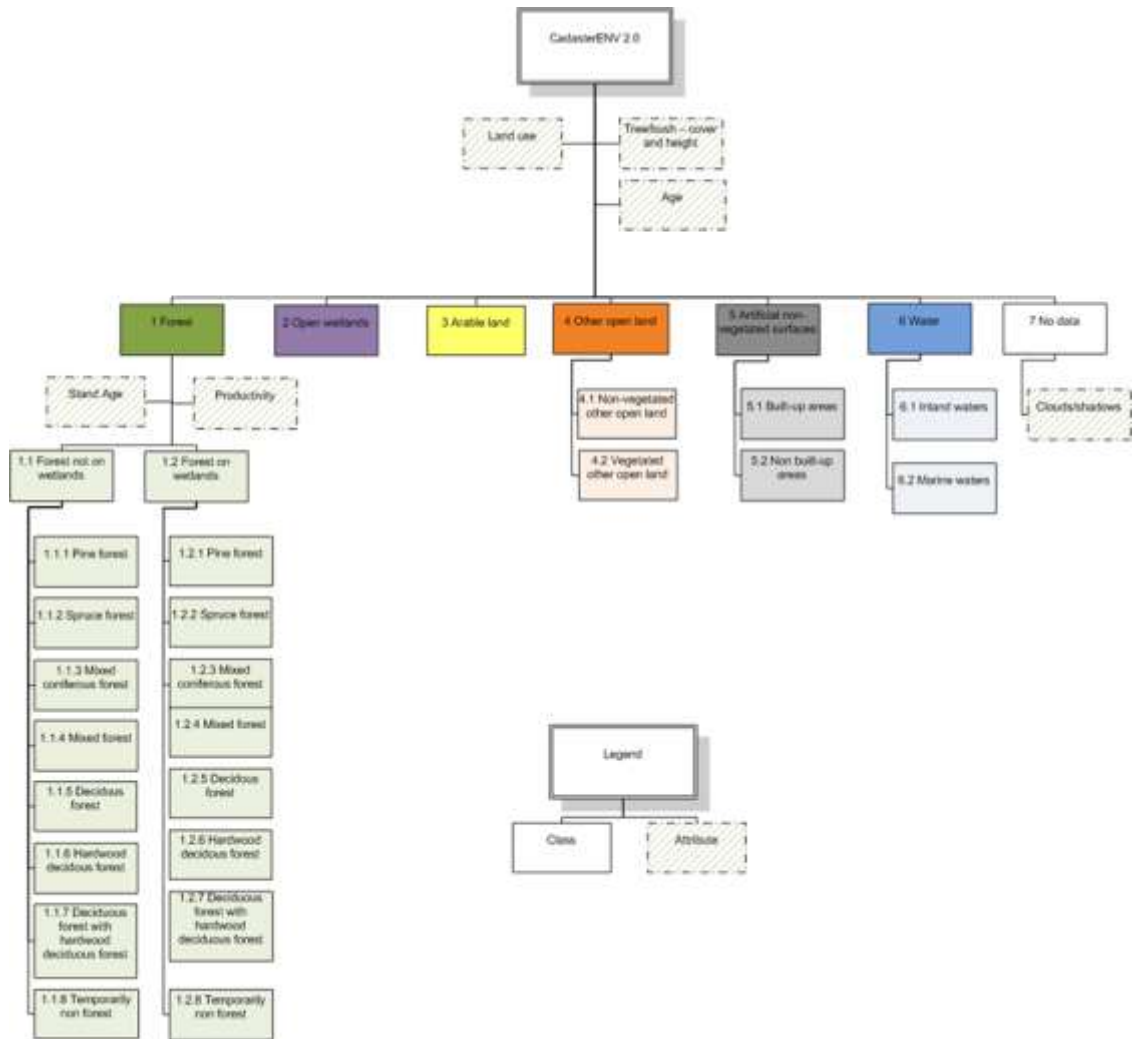 CadasterENV 2.0
Land use
Tree/bush – cover
and height
Age
1 Forest
2 Open wetlands
3 Arable land
4 Other open land
5 Artificial non-
vegetated surfaces
6 Water
7 No data
Stand Age
Productivity
4.1 Non-vegetated
other open land
5.1 Built-up areas
6.1 Inland waters
Clouds/shadows
1.1 Forest not on
wetlands
1.2 Forest on
wetlands
4.2 Vegetated
other open land
5.2 Non built-up
areas
6.2 Marine waters
1.1.1 Pine forest
1.1.2 Spruce forest
1.1.3 Mixed
coniferous forest
1.1.4 Mixed forest
1.1.5 Decidous
forest
1.1.6 Hardwood
decidous forest
1.1.7 Deciduous
forest with
hardwood
deciduous forest
1.1.8 Temporarily
non forest
1.2.1 Pine forest
1.2.2 Spruce forest
1.2.3 Mixed
coniferous forest
1.2.4 Mixed forest
1.2.5 Decidous
forest
1.2.6 Hardwood
decidous forest
1.2.7 Deciduous
forest with
hardwood
deciduous forest
1.2.8 Temporarily
non forest
Legend
Class
Attribute